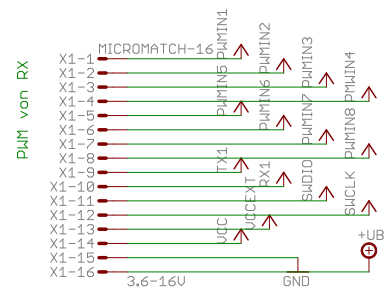 MICROMATCH-16
PWM von RX
X1-1
X1-2
X1-3
X1-4
X1-5
X1-6
X1-7
X1-8
X1-9
X1-10
X1-11
X1-12
X1-13
X1-14
X1-15
X1-16
PWMIN1
PWMIN2
PWMIN3
PMWIN4
PWMIN5
PWMIN6
PWMIN7
PWMIN8
TX1
RX1
SWDIO
SWCLK
VCC
VCCEXT
+UB
3.6-16V
GND